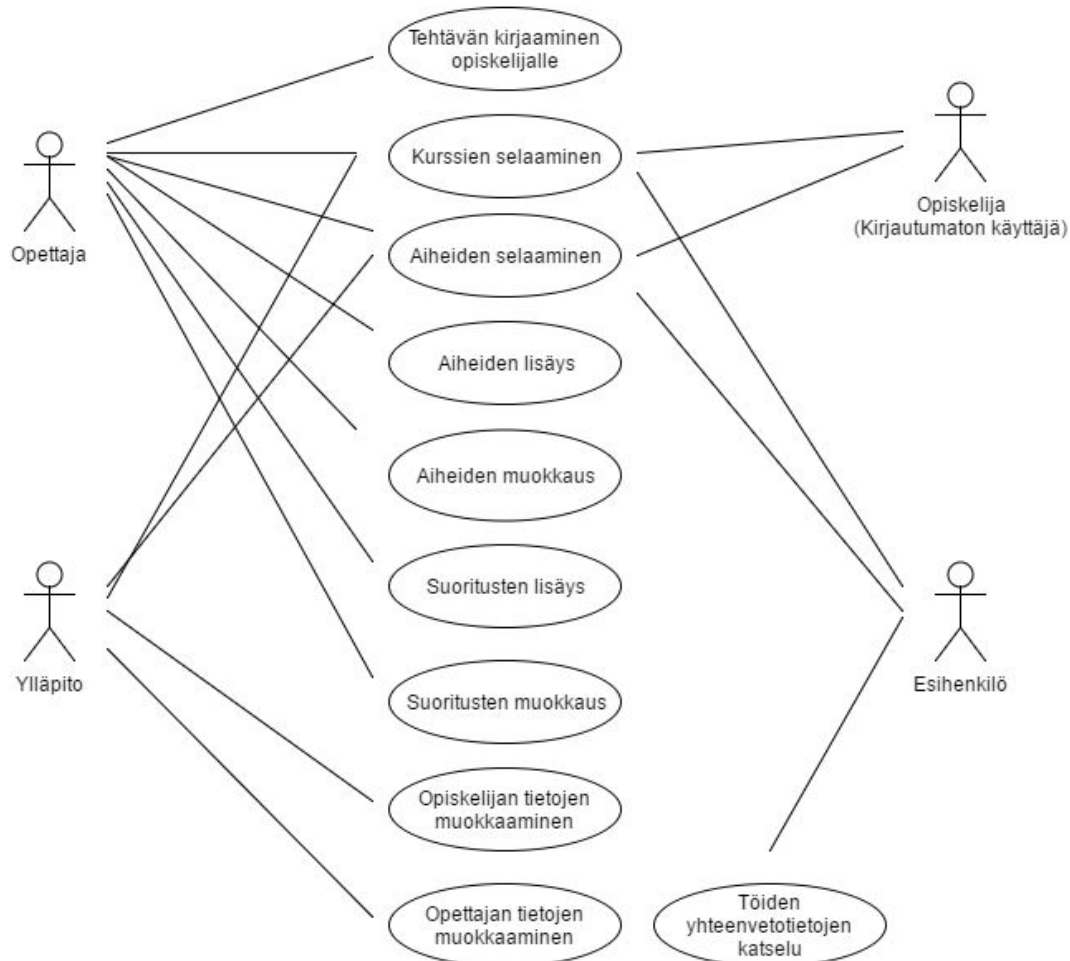 Tehtävän kirjaaminen
opiskelijalle
Kurssien selaaminen
Opettaja
Opiskelija
(Kirjautumaton käyttäjä)
Aiheiden selaaminen
Aiheiden lisäys
Aiheiden muokkaus
Suoritusten lisäys
Ylläpito
Esihenkilö
Suoritusten muokkaus
Opiskelijan tietojen
muokkaaminen
Opettajan tietojen
muokkaaminen
Töiden
yhteenvetotietojen
katselu